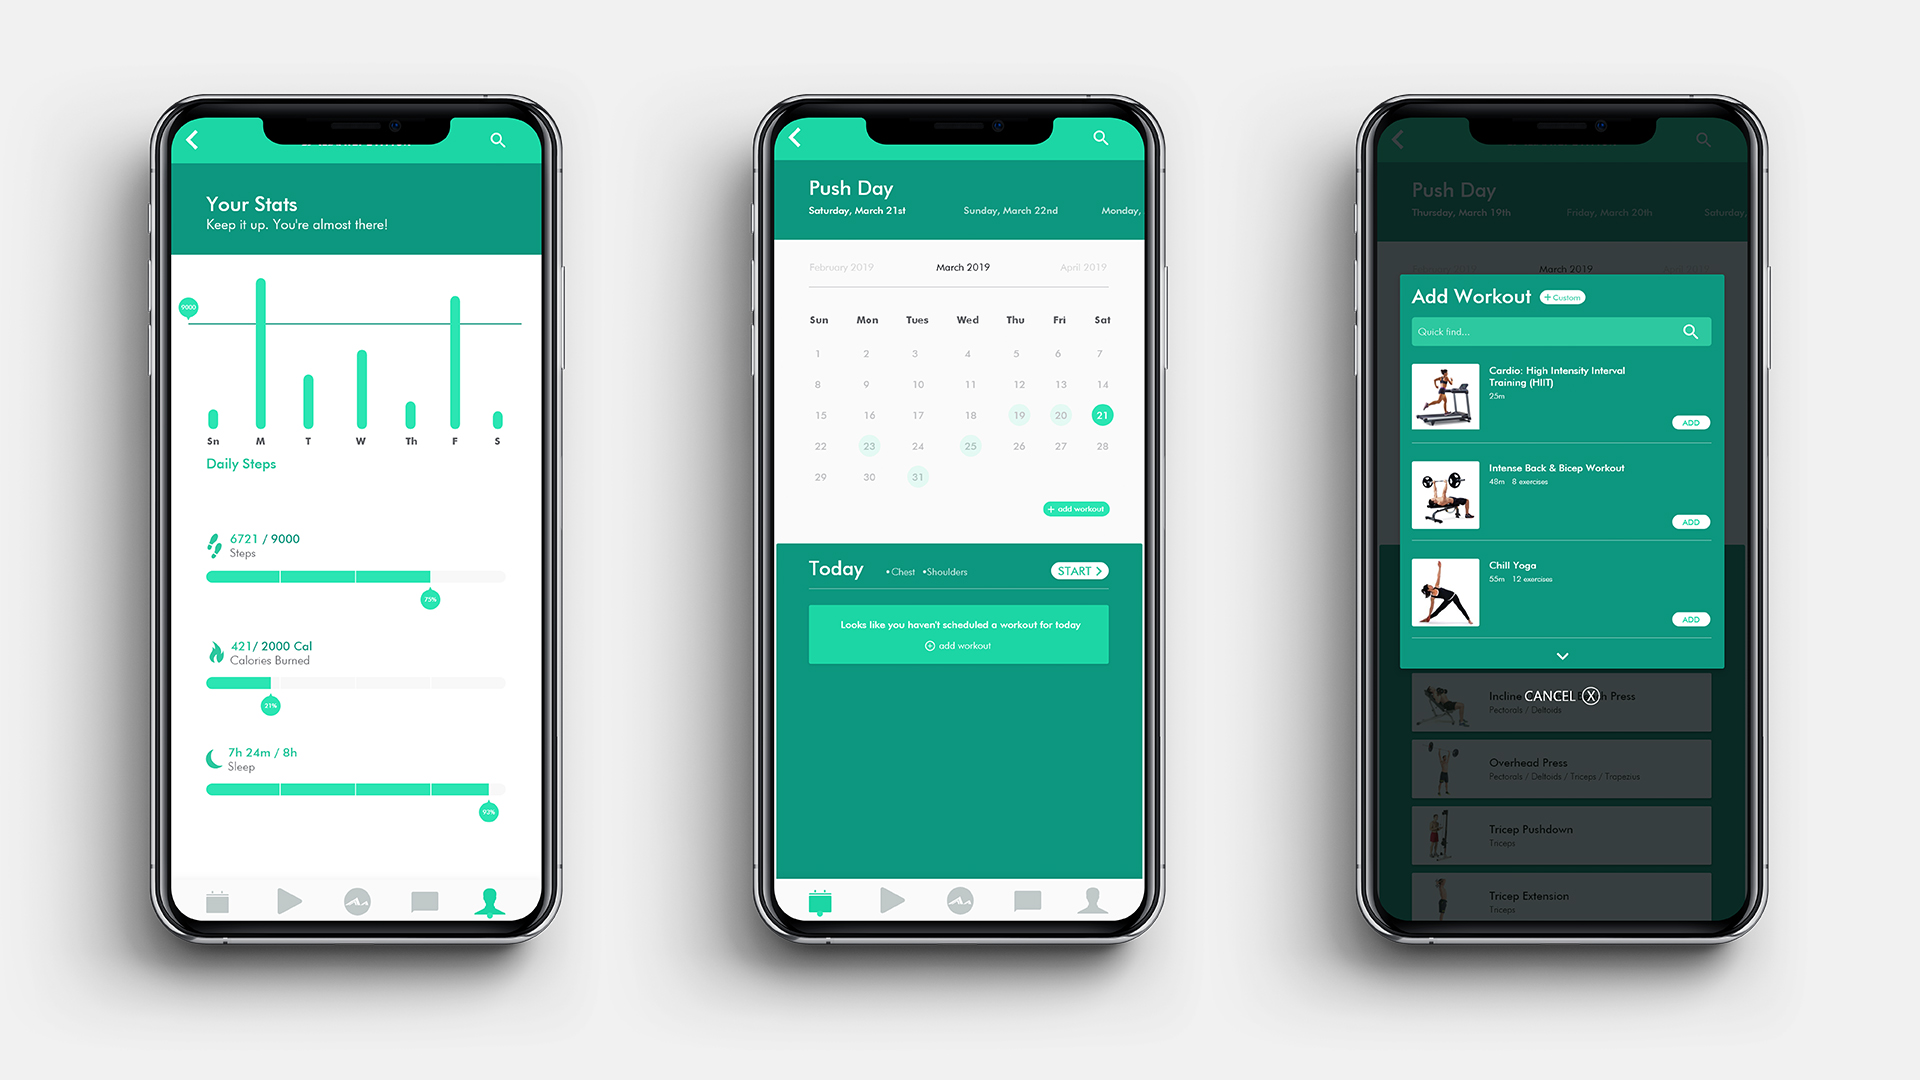 Your Stats
Keep it up. You're almost there!
9000
Sn M T W Th F S
Daily Steps
6721 / 9000
Steps
75%
421/ 2000 Cal
Calories Burned
21%
7h 24m / 8h
Sleep
93%
Push Day
Saturday, March 21st Sunday, March 22nd Monday,
February 2019 March 2019 April 2019
Sun Mon Tues Wed Thu Fri Sat
1 2 3 4 5 6 7
8 9 10 11 12 13 14
15 16 17 18 19 20 21
22 23 24 25 26 27 28
29 30 31
+ add workout
Today •Chest •Shoulders START >
Looks like you haven't scheduled a workout for today
add workout
Push Day
Thursday, March 19th Friday, March 20th Saturday,
March 2019
Add Workout + Custom
Quick find...
Cardio: High Intensity Interval
Training (HIIT)
25m
ADD
Intense Back & Bicep Workout
48m 8 exercises
ADD
Chill Yoga
55m 12 exercises
ADD
CANCEL X
Incline Press
Pectorals / Deltoids
Overhead Press
Pectorals / Deltoids / Triceps / Trapezius
Tricep Pushdown
Triceps
Tricep Extension
Triceps